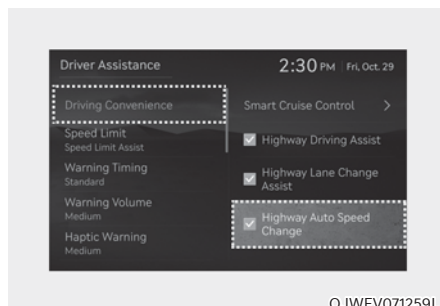 Driver Assistance
2:30 PM Fri, Oct. 29
Driving Convenience
Speed Limit
Speed Limit Assist
Warning Timing
Standard
Warning Volume
Medium
Haptic Warning
Medium
Smart Cruise Control >
Highway Driving Assist
Highway Lane Change
Assist
Highway Auto Speed
Change
OJWEV071259L